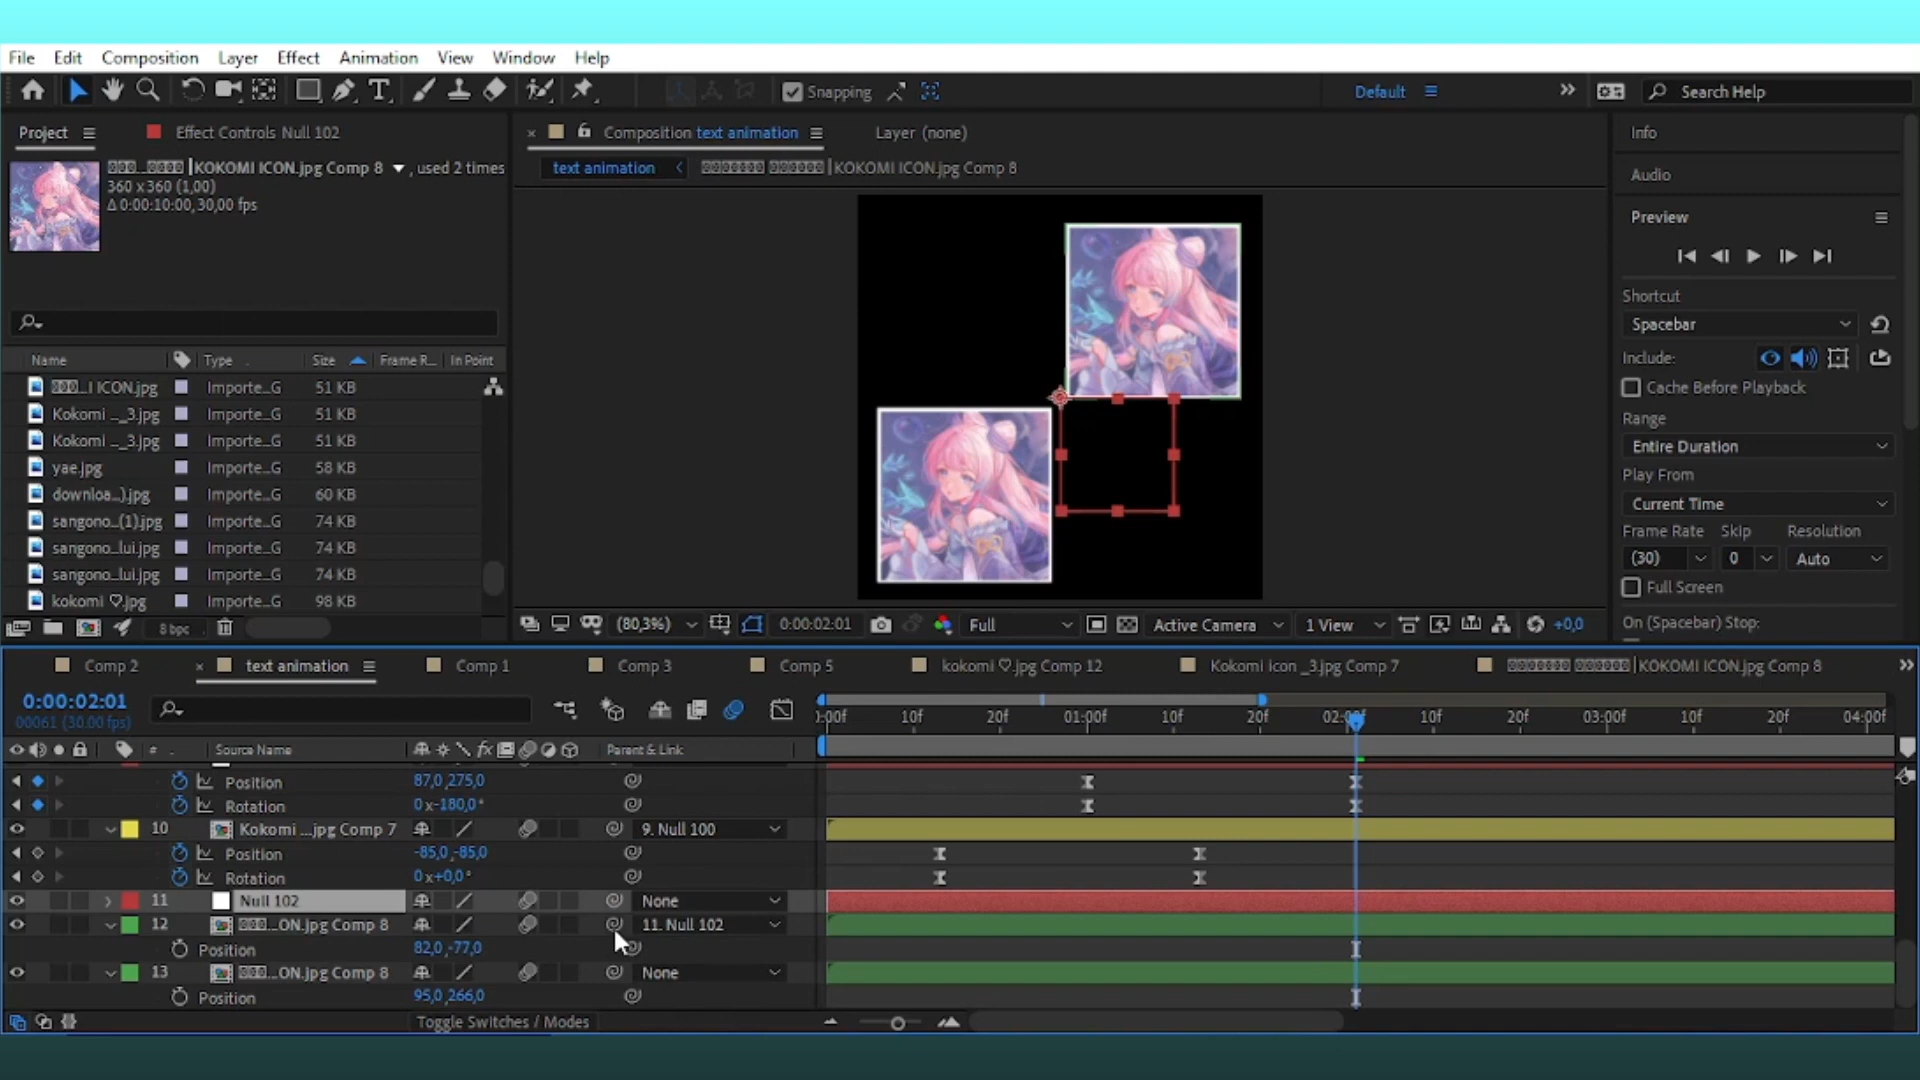 File Edit Composition Layer Effect Animation View Window Help
Snapping
Default
Search Help
Project
Effect Controls Null 102
Composition text animation
Layer (none)
Info
KOKOMI ICON.jpg Comp 8 , used 2 times
360 x 360 (1,00)
Δ 0:00:10:00, 30,00 fps
text animation
|KOKOMI ICON.jpg Comp 8
Audio
Preview
Shortcut
Spacebar
Include:
Cache Before Playback
Range
Entire Duration
Play From
Current Time
Frame Rate Skip Resolution
(30) 0 Auto
Full Screen
On (Spacebar) Stop:
Name Type Size Frame R... In Point
...I ICON.jpg Importe...G 51 KB
Kokomi ..._3.jpg Importe...G 51 KB
Kokomi ..._3.jpg Importe...G 51 KB
yae.jpg Importe...G 58 KB
downloa...).jpg Importe...G 60 KB
sangono...(1).jpg Importe...G 74 KB
sangono...lui.jpg Importe...G 74 KB
sangono...lui.jpg Importe...G 74 KB
kokomi ♡.jpg Importe...G 98 KB
8 bpc
(80,3%) 0:00:02:01 Full Active Camera 1 View +0,0
Comp 2
text animation
Comp 1
Comp 3
Comp 5
kokomi ♡.jpg Comp 12
Kokomi icon _3.jpg Comp 7
|KOKOMI ICON.jpg Comp 8
0:00:02:01
00061 (30.00 fps)
:00f 10f 20f 01:00f 10f 20f 02:00f 10f 20f 03:00f 10f 20f 04:00f
# Source Name fx Parent & Link
Position 87,0,275,0
Rotation 0 x-180,0°
10 Kokomi ...jpg Comp 7 9. Null 100
Position -85,0,-85,0
Rotation 0 x+0,0°
11 Null 102 None
12 ...ON.jpg Comp 8 11. Null 102
Position 82,0,-77,0
13 ...ON.jpg Comp 8 None
Position 95,0,266,0
Toggle Switches / Modes